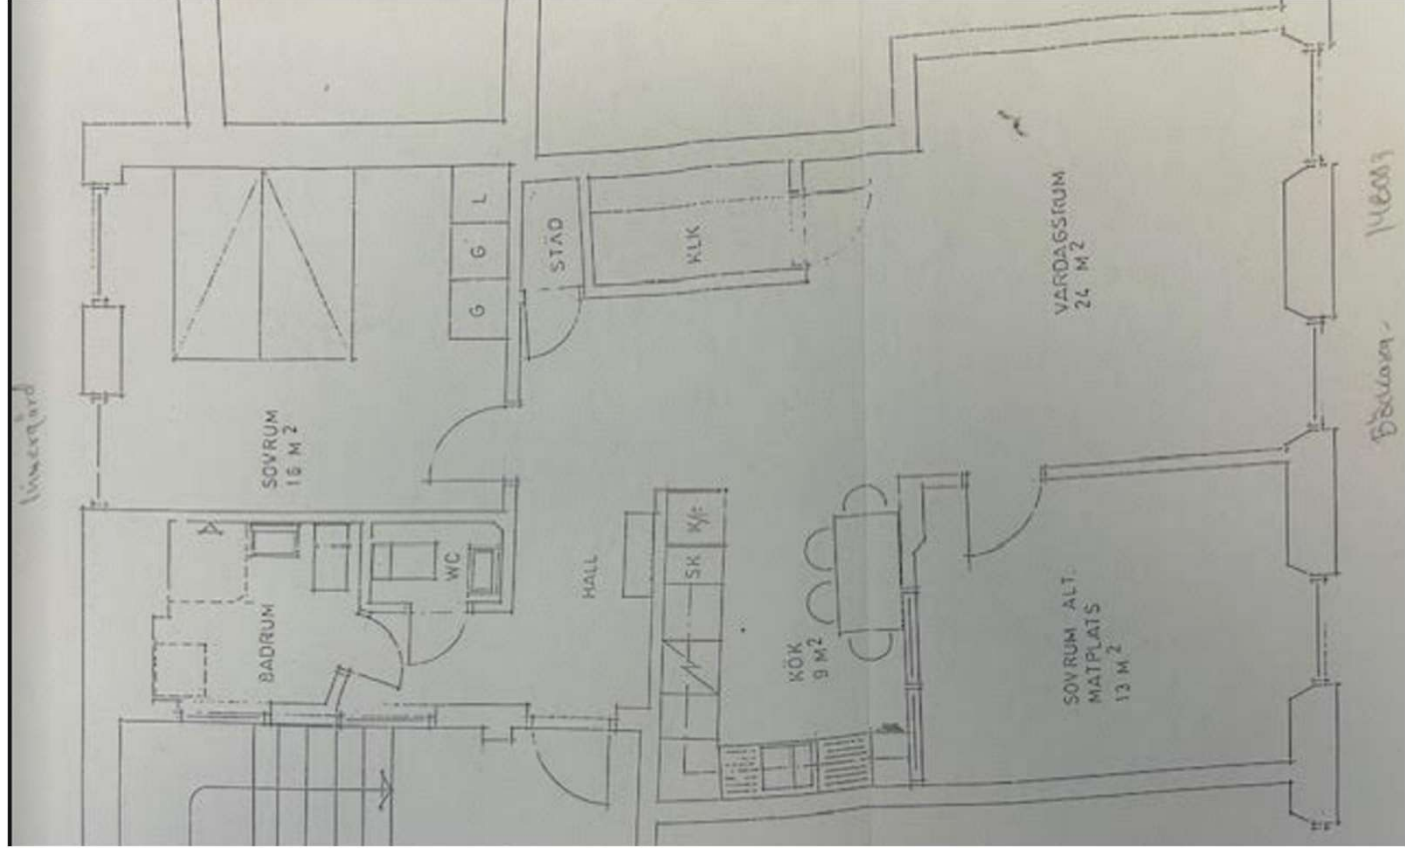 Innergård
SOVRUM
16 M²
L
G
G
STÄD
KLK
VARDAGSRUM
24 M²
BADRUM
WC
HALL
K/F
SK
KÖK
9 M²
SOVRUM ALT.
MATPLATS
13 M²